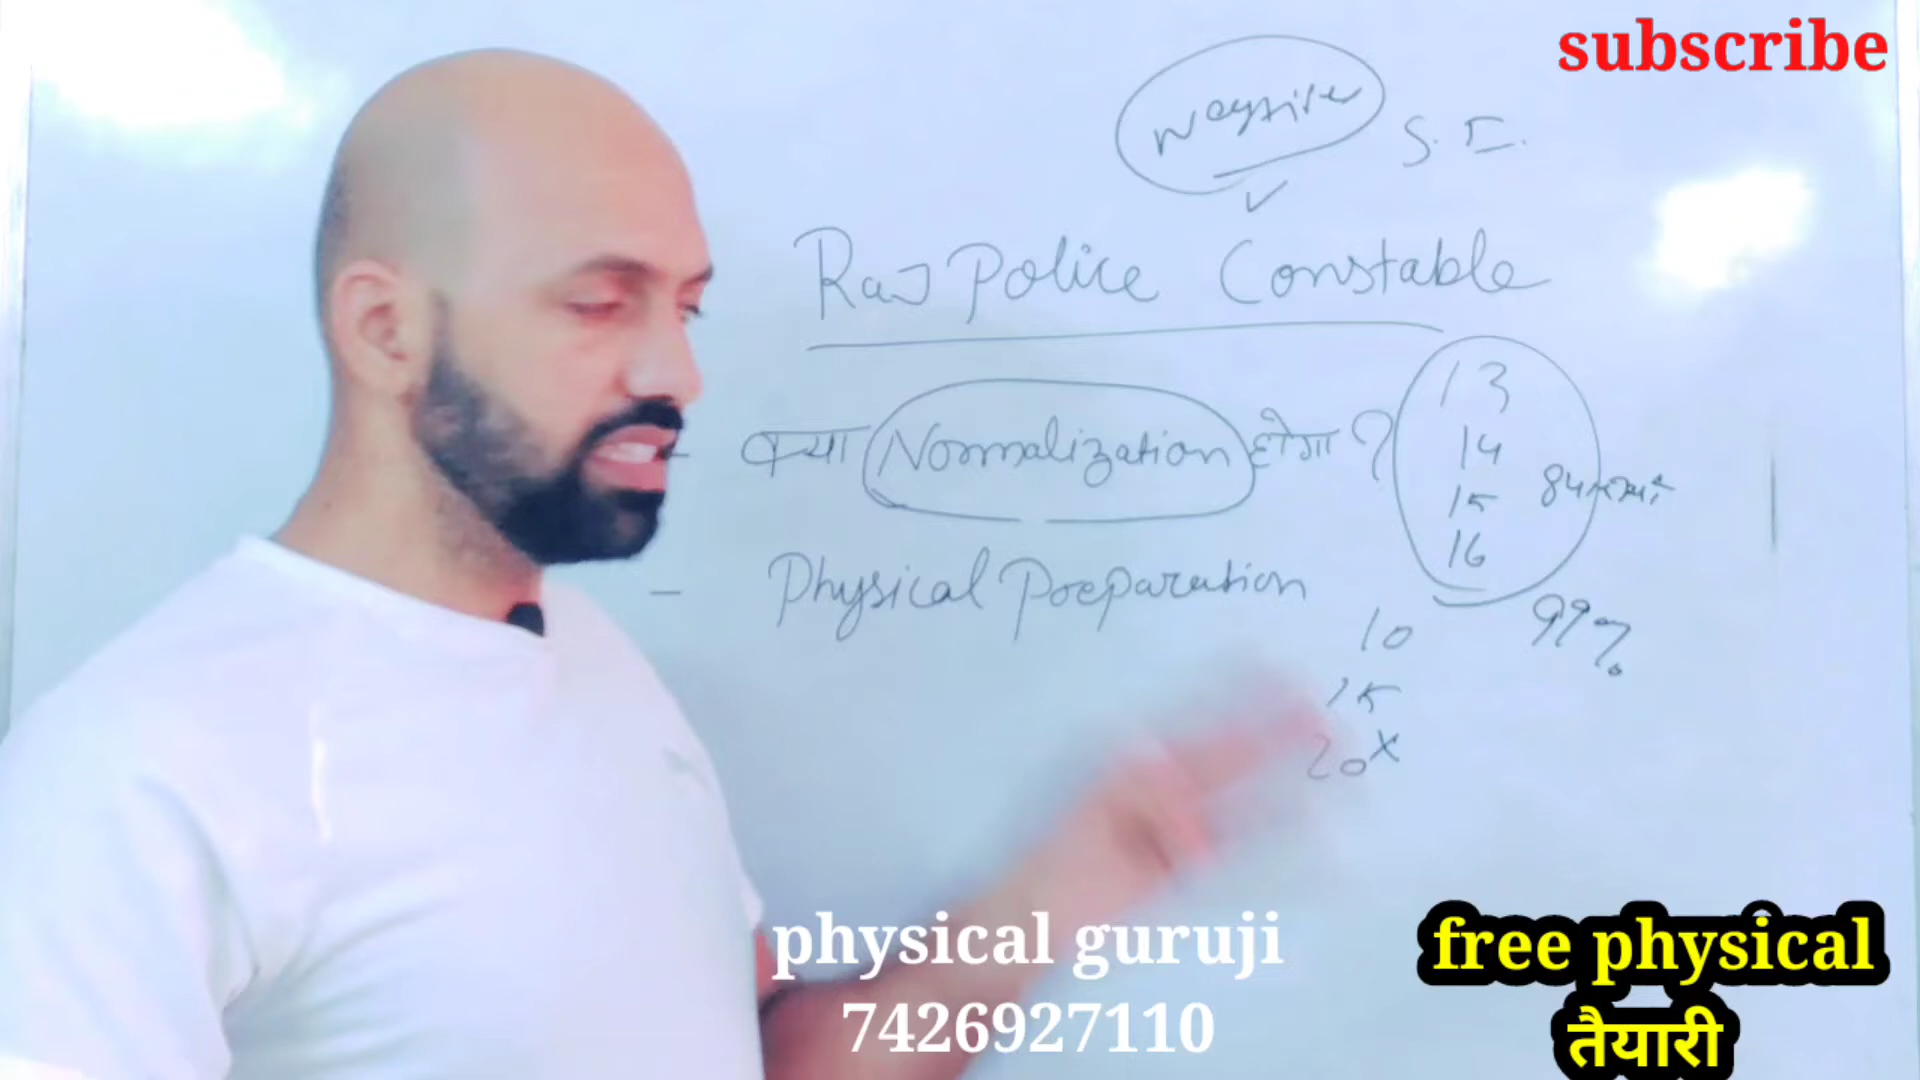 subscribe
S.I.
Raj Police Constable
- क्या Normalization होगा ?
13
14
15
16
- Physical Preparation
10
15
20 x
99%
physical guruji
7426927110
free physical
तैयारी